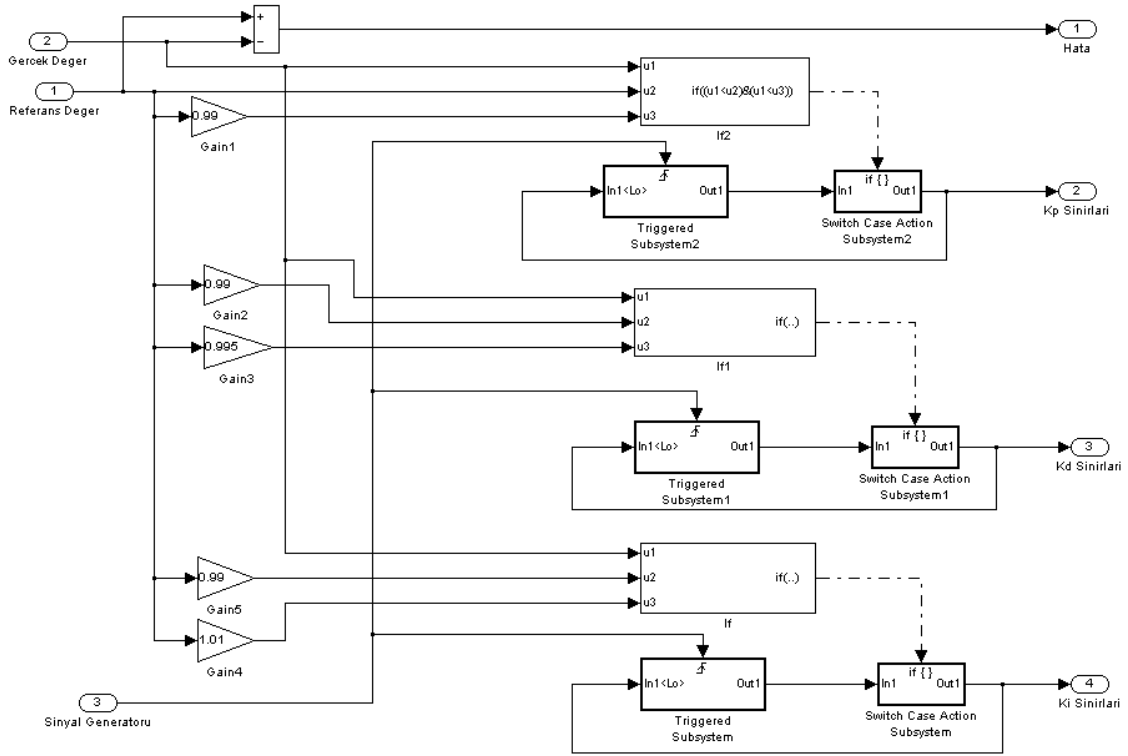 +
−
2
Gercek Deger
1
Referans Deger
1
Hata
0.99
Gain1
u1
u2
u3
if((u1<u2)&(u1<u3))
If2
In1<Lo>
Out1
Triggered
Subsystem2
if { }
In1
Out1
Switch Case Action
Subsystem2
2
Kp Sinirlari
0.99
Gain2
0.995
Gain3
u1
u2
u3
if(..)
If1
In1<Lo>
Out1
Triggered
Subsystem1
if { }
In1
Out1
Switch Case Action
Subsystem1
3
Kd Sinirlari
0.99
Gain5
1.01
Gain4
u1
u2
u3
if(..)
If
3
Sinyal Generatoru
In1<Lo>
Out1
Triggered
Subsystem
if { }
In1
Out1
Switch Case Action
Subsystem
4
Ki Sinirlari